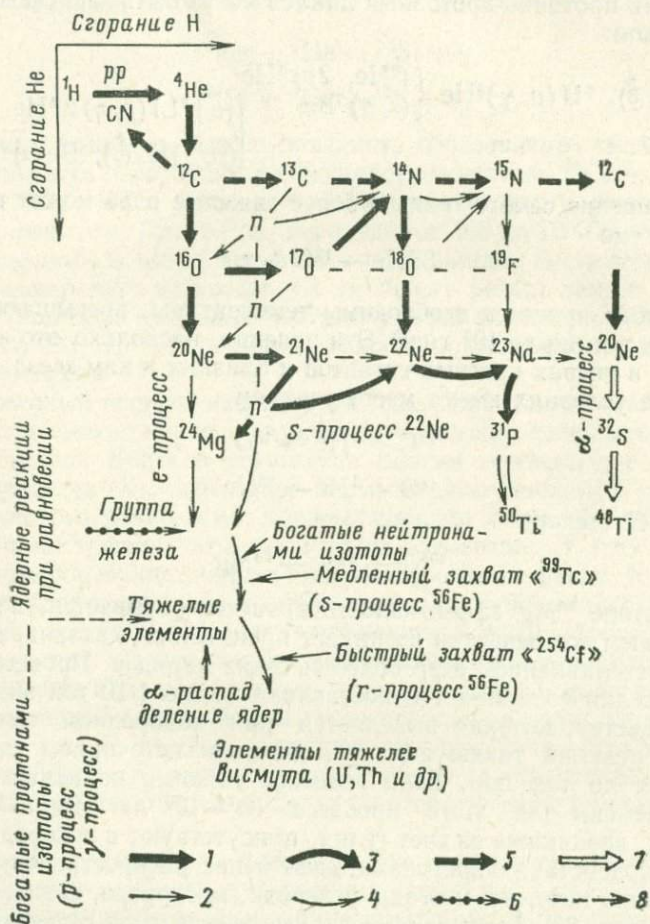 Сгорание H
Сгорание He
¹H pp ⁴He
CN
¹²C ¹³C ¹⁴N ¹⁵N ¹²C
n
¹⁶O ¹⁷O ¹⁸O ¹⁹F
n
²⁰Ne ²¹Ne ²²Ne ²³Na ²⁰Ne
n
e-процесс
s-процесс ²²Ne
α-процесс
²⁴Mg ³¹P ³²S
⁵⁰Ti ⁴⁸Ti
Ядерные реакции
при равновесии
Группа
железа
Богатые нейтрона-
ми изотопы
Медленный захват «⁹⁹Tc»
(s-процесс ⁵⁶Fe)
Тяжелые
элементы
Быстрый захват «²⁵⁴Cf»
(r-процесс ⁵⁶Fe)
α-распад
деление ядер
Элементы тяжелее
висмута (U,Th и др.)
Богатые протонами
изотопы
(p-процесс
γ-процесс)
1 3 5 7
2 4 6 8